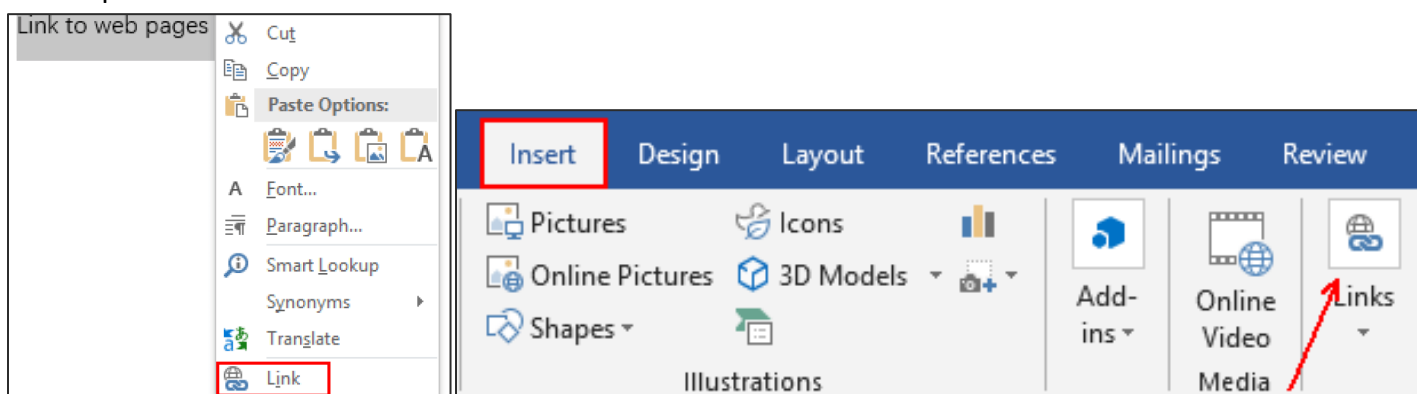 Link to web pages
Cut
Copy
Paste Options:
A
Font...
Paragraph...
Smart Lookup
Synonyms
Translate
Link
Insert Design Layout References Mailings Review
Pictures Icons
Online Pictures 3D Models
Shapes
Add-
ins
Online
Video
Links
Illustrations
Media